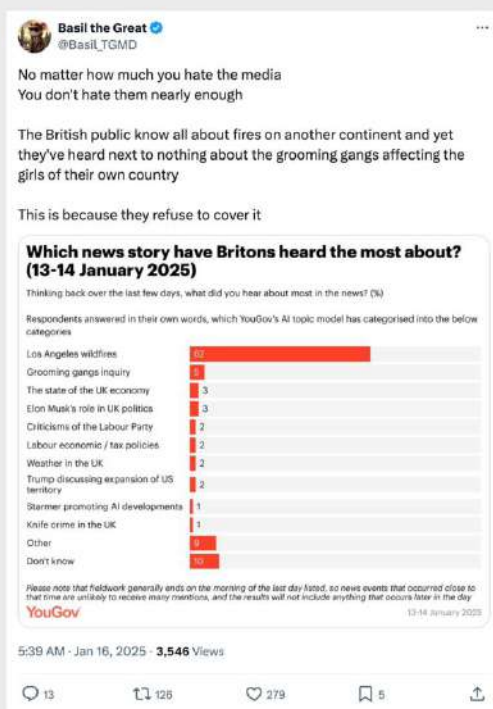 Basil the Great
@Basil_TGMD
No matter how much you hate the media
You don't hate them nearly enough
The British public know all about fires on another continent and yet
they've heard next to nothing about the grooming gangs affecting the
girls of their own country
This is because they refuse to cover it
Which news story have Britons heard the most about?
(13-14 January 2025)
Thinking back over the last few days, what did you hear about most in the news? (%)
Respondents answered in their own words, which YouGov's AI topic model has categorised into the below
categories
Los Angeles wildfires 62
Grooming gangs inquiry 5
The state of the UK economy 3
Elon Musk's role in UK politics 3
Criticisms of the Labour Party 2
Labour economic / tax policies 2
Weather in the UK 2
Trump discussing expansion of US
territory 2
Starmer promoting AI developments 1
Knife crime in the UK 1
Other 9
Don't know 10
Please note that fieldwork generally ends on the morning of the last day listed, so news events that occurred close to
that time are unlikely to receive many mentions, and the results will not include anything that occurs later in the day
YouGov 13-14 January 2025
5:39 AM · Jan 16, 2025 · 3,546 Views
13 126 279 5